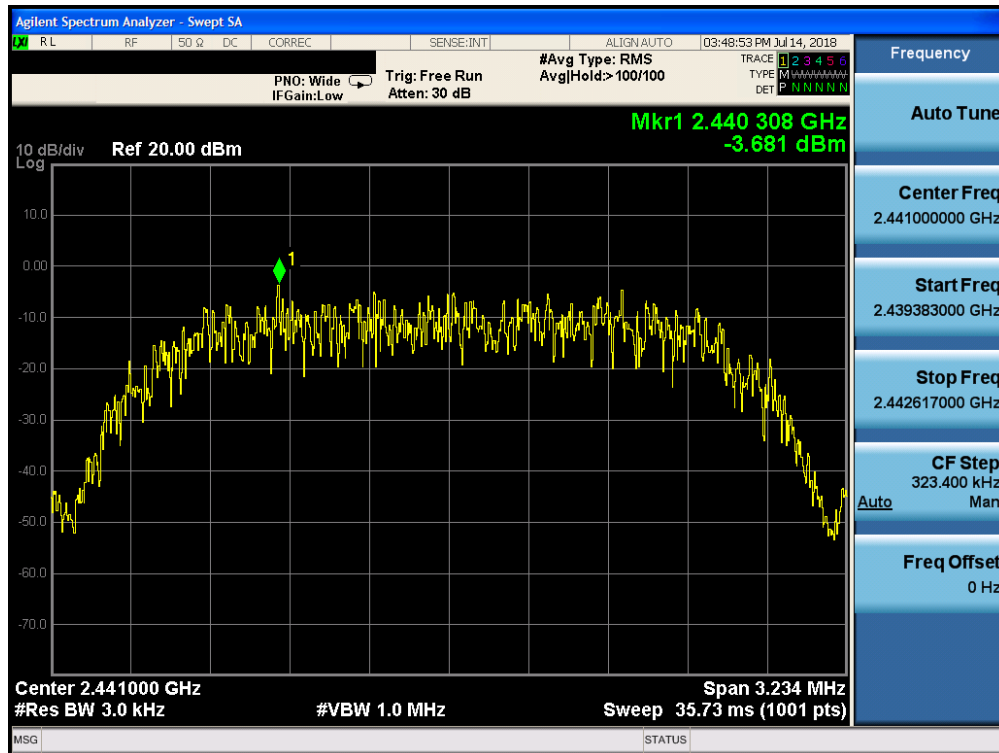 Agilent Spectrum Analyzer - Swept SA
LXI RL RF 50 Ω DC CORREC SENSE:INT ALIGN AUTO 03:48:53 PM Jul 14, 2018
PNO: Wide
IFGain:Low
Trig: Free Run
Atten: 30 dB
#Avg Type: RMS
Avg|Hold:> 100/100
TRACE 1 2 3 4 5 6
TYPE M
DET P N N N N N
Mkr1 2.440 308 GHz
-3.681 dBm
10 dB/div
Log
Ref 20.00 dBm
1
10.0
0.00
-10.0
-20.0
-30.0
-40.0
-50.0
-60.0
-70.0
Center 2.441000 GHz
Span 3.234 MHz
#Res BW 3.0 kHz
#VBW 1.0 MHz
Sweep 35.73 ms (1001 pts)
MSG
STATUS
Frequency
Auto Tune
Center Freq
2.441000000 GHz
Start Freq
2.439383000 GHz
Stop Freq
2.442617000 GHz
CF Step
323.400 kHz
Auto Man
Freq Offset
0 Hz